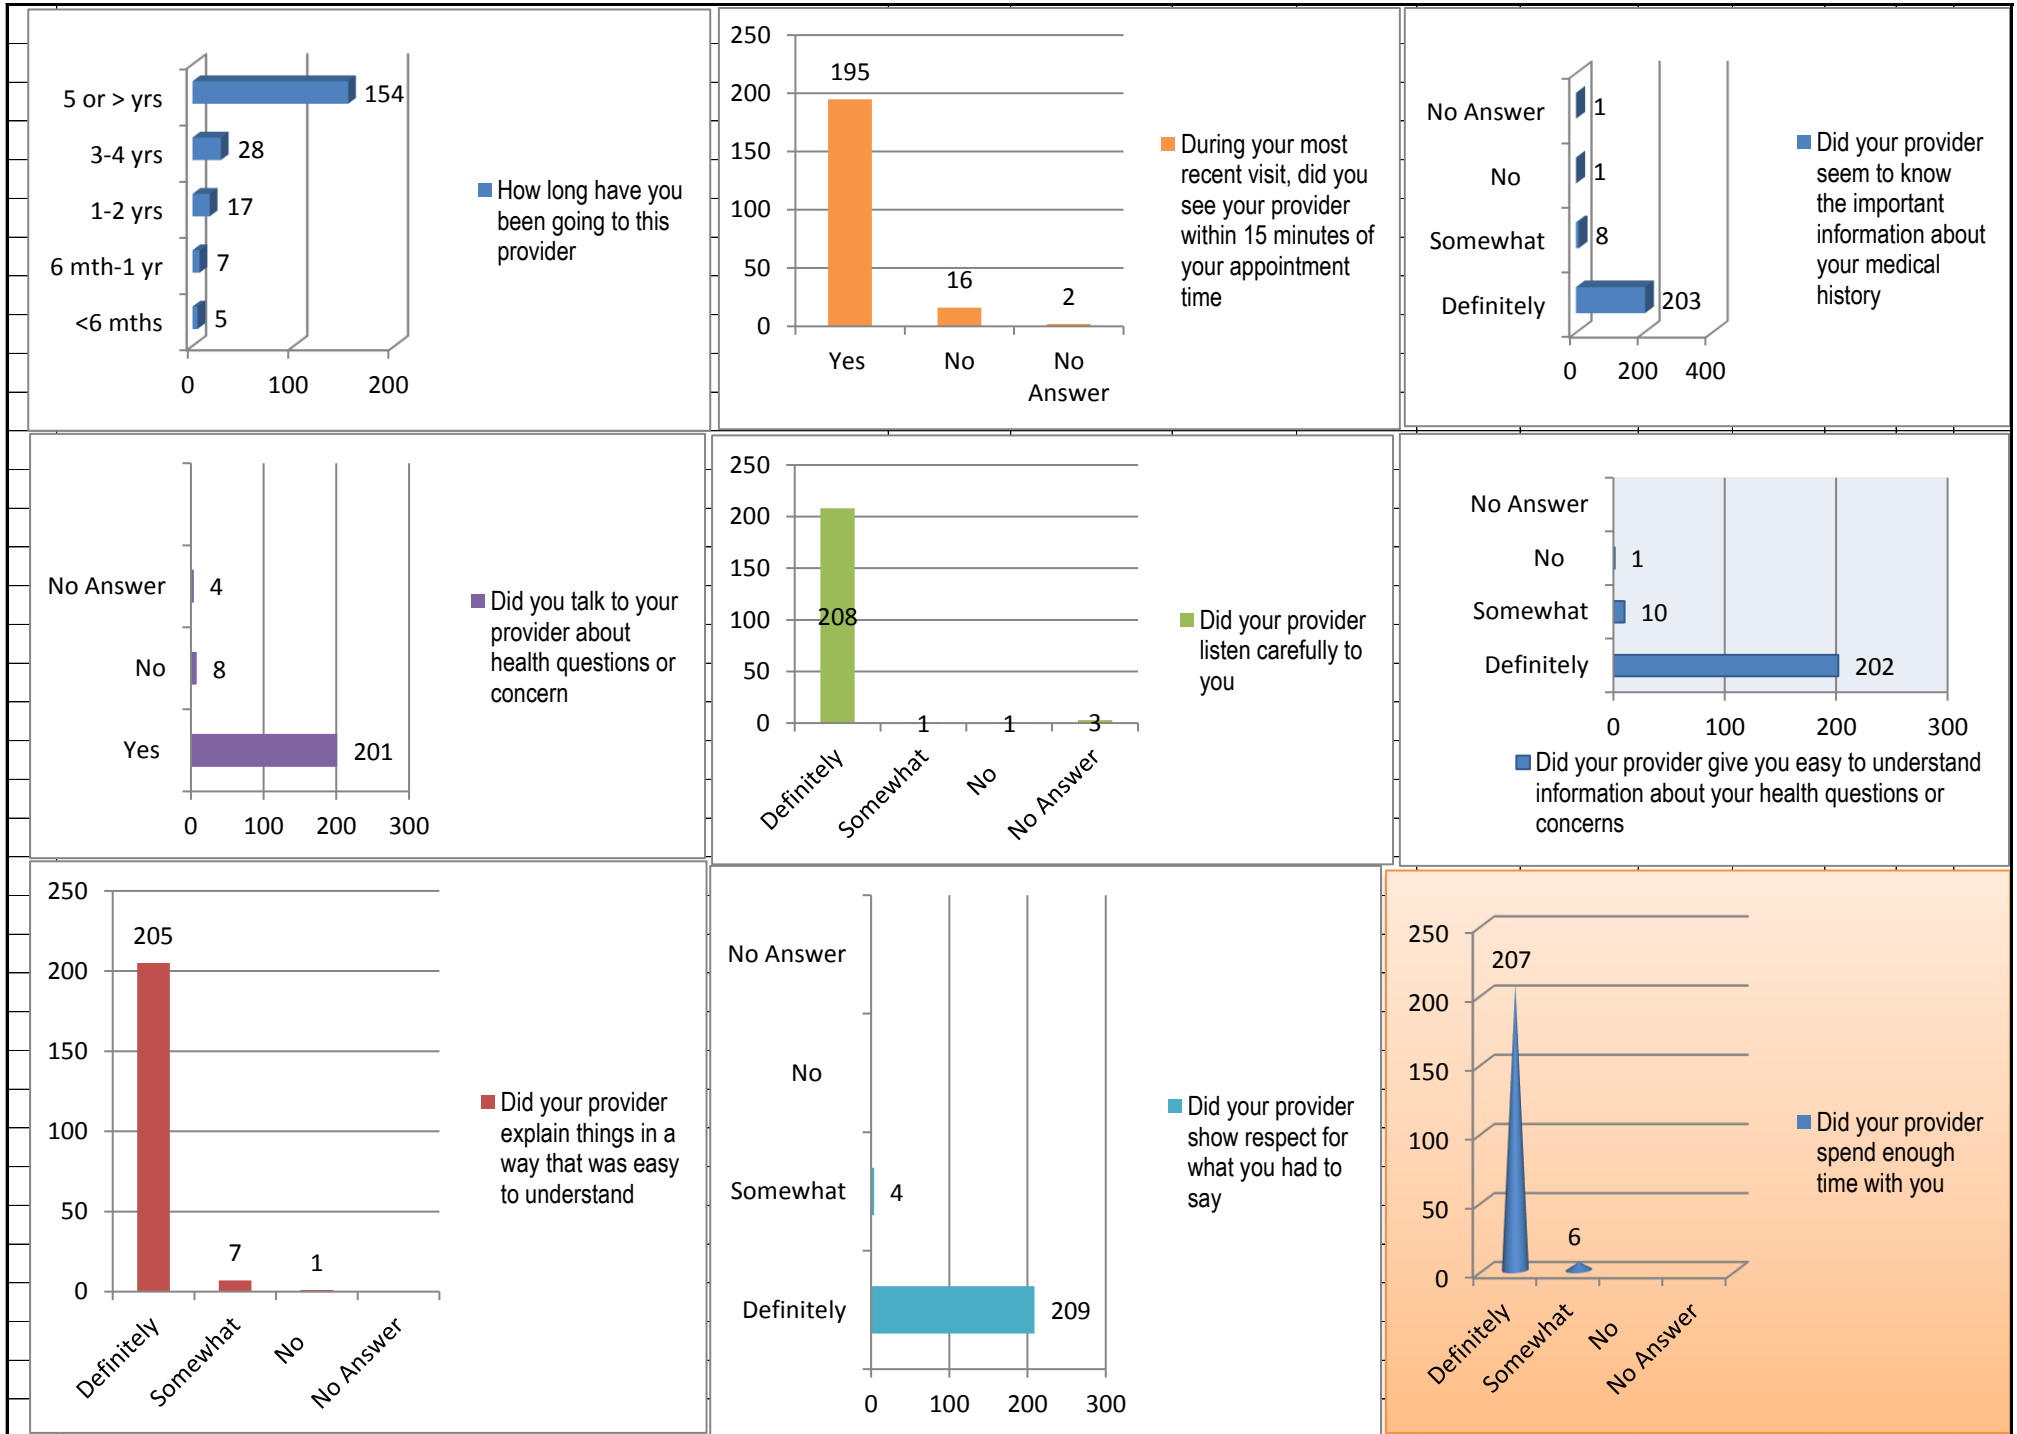 5 or > yrs
154
3-4 yrs
28
1-2 yrs
17
6 mth-1 yr
7
<6 mths
5
0 100 200
How long have you
been going to this
provider
250
200
150
100
50
0
195
16
2
Yes No No
Answer
During your most
recent visit, did you
see your provider
within 15 minutes of
your appointment
time
No Answer
1
No
1
Somewhat
8
Definitely
203
0 200 400
Did your provider
seem to know
the important
information about
your medical
history
No Answer
4
No
8
Yes
201
0 100 200 300
Did you talk to your
provider about
health questions or
concern
250
200
150
100
50
0
208
1
1
3
Definitely
Somewhat
No
No Answer
Did your provider
listen carefully to
you
No Answer
No
1
Somewhat
10
Definitely
202
0 100 200 300
Did your provider give you easy to understand
information about your health questions or
concerns
250
200
150
100
50
0
205
7
1
Definitely
Somewhat
No
No Answer
Did your provider
explain things in a
way that was easy
to understand
No Answer
No
Somewhat
4
Definitely
209
0 100 200 300
Did your provider
show respect for
what you had to
say
250
200
150
100
50
0
207
6
Definitely
Somewhat
No
No Answer
Did your provider
spend enough
time with you